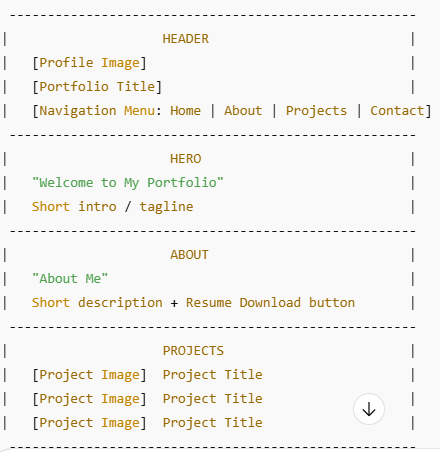 ---------------------------------------------------
| HEADER |
| [Profile Image] |
| [Portfolio Title] |
| [Navigation Menu: Home | About | Projects | Contact]
---------------------------------------------------
| HERO |
| "Welcome to My Portfolio" |
| Short intro / tagline |
---------------------------------------------------
| ABOUT |
| "About Me" |
| Short description + Resume Download button |
---------------------------------------------------
| PROJECTS |
| [Project Image] Project Title |
| [Project Image] Project Title |
| [Project Image] Project Title |
---------------------------------------------------